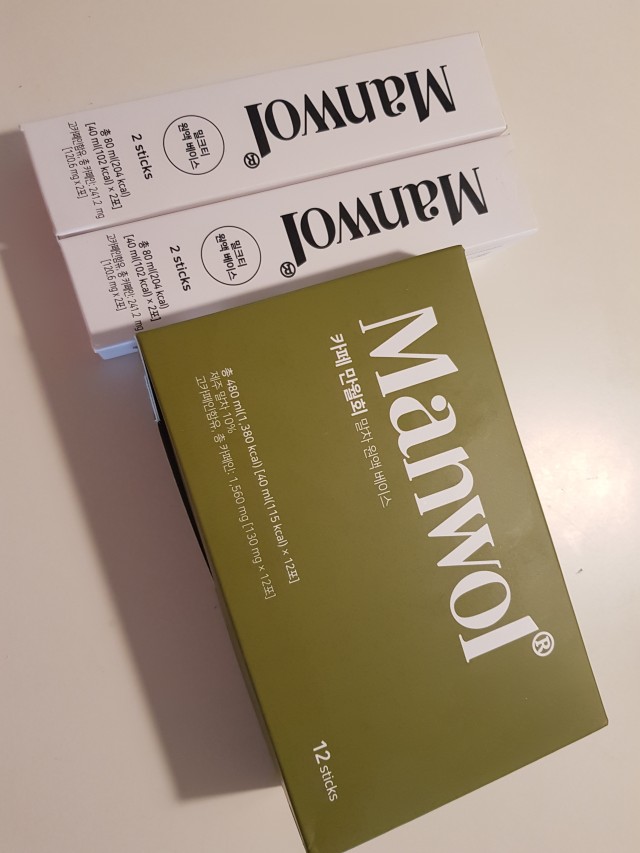 Manwol®
밀크티
원액 베이스
2 sticks
총 80 ml(204 kcal)
[40 ml(102 kcal) x 2포]
고카페인함유, 총 카페인: 241.2 mg
[120.6 mg x 2포]
Manwol®
밀크티
원액 베이스
2 sticks
총 80 ml(204 kcal)
[40 ml(102 kcal) x 2포]
고카페인함유, 총 카페인: 241.2 mg
[120.6 mg x 2포]
Manwol®
카페 만월회 말차 원액 베이스
총 480 ml(1,380 kcal) [40 ml(115 kcal) x 12포]
제주 말차 10%
고카페인함유, 총 카페인: 1,560 mg [130 mg x 12포]
12 sticks